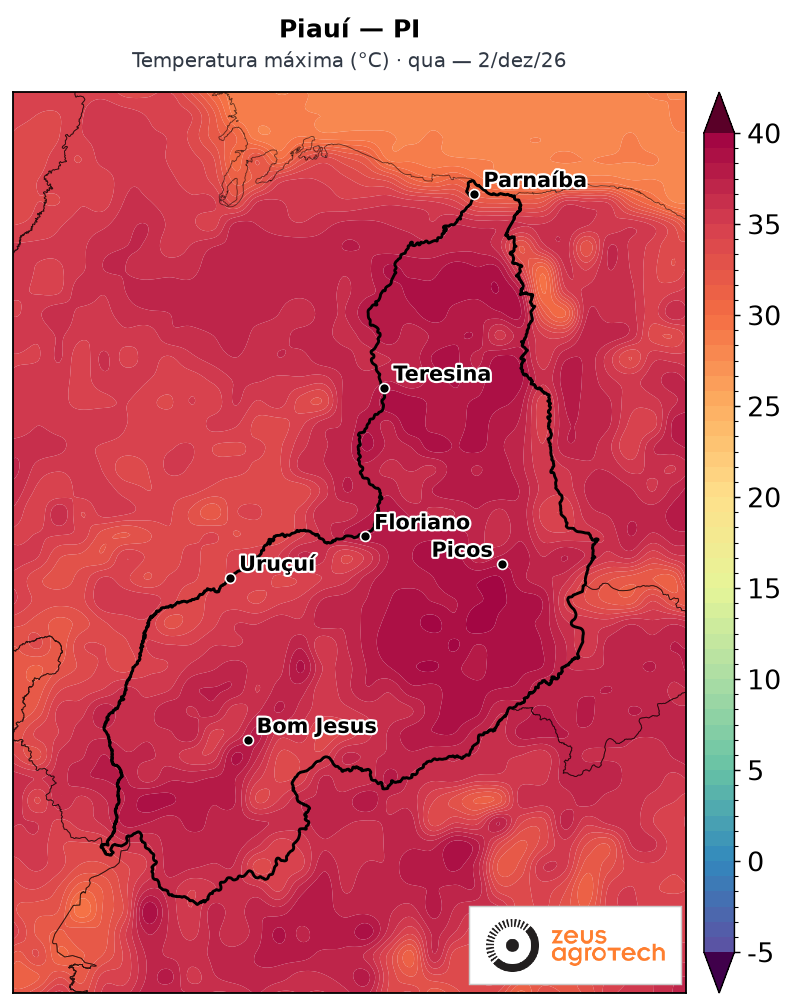 Piauí — PI
Temperatura máxima (°C) · qua — 2/dez/26
Parnaíba
Teresina
Floriano
Picos
Uruçuí
Bom Jesus
40
35
30
25
20
15
10
5
0
-5
zeus
agrotech